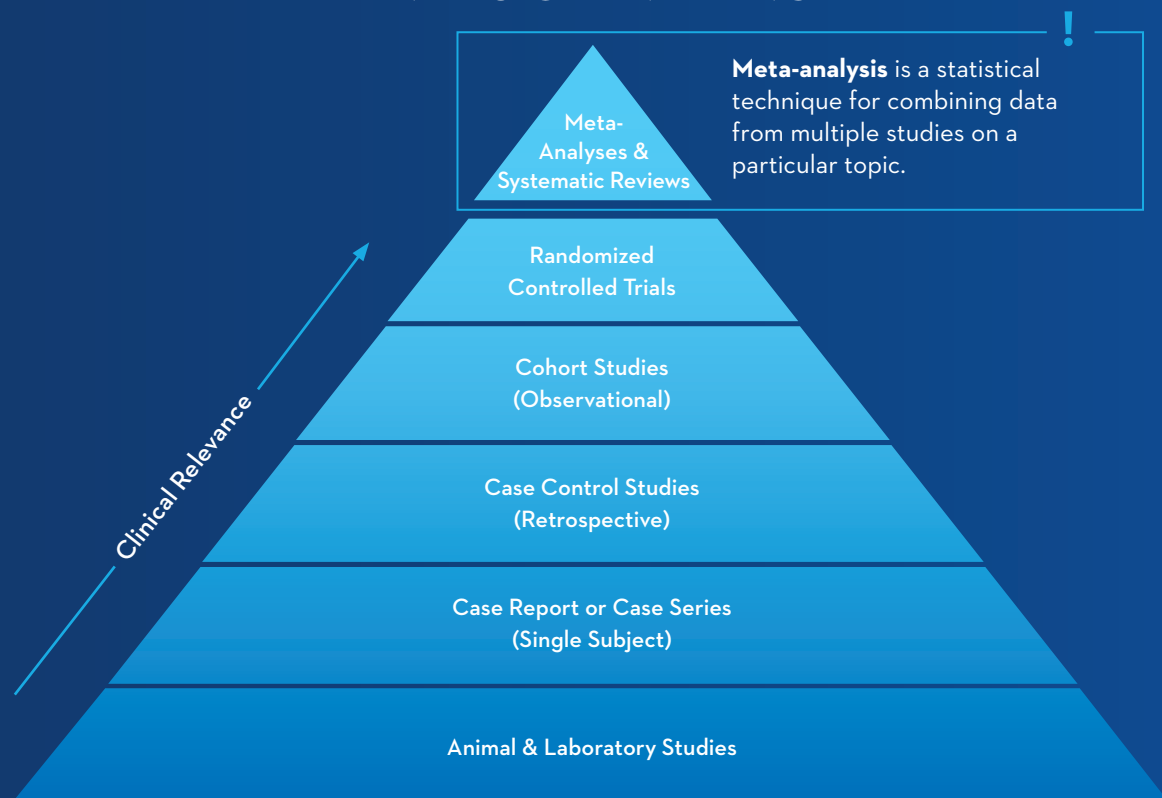 !
Meta-analysis is a statistical
technique for combining data
from multiple studies on a
particular topic.
Meta-
Analyses &
Systematic Reviews
Randomized
Controlled Trials
Cohort Studies
(Observational)
Case Control Studies
(Retrospective)
Case Report or Case Series
(Single Subject)
Animal & Laboratory Studies
Clinical Relevance